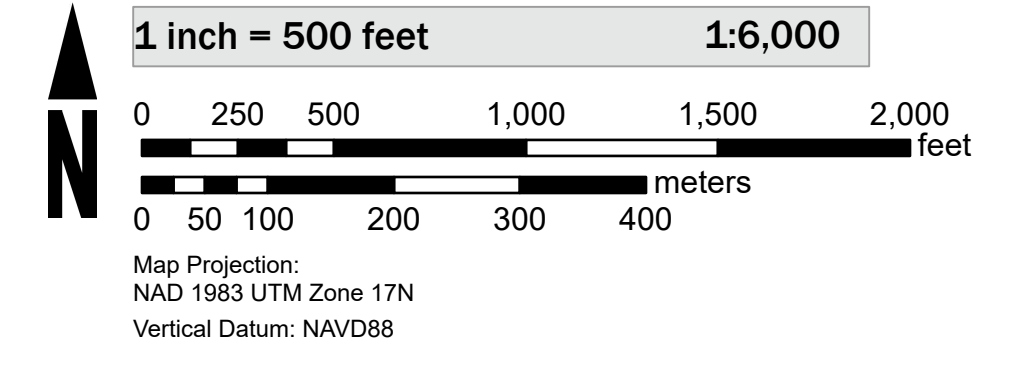 1 inch = 500 feet 1:6,000
0 250 500 1,000 1,500 2,000
feet
meters
0 50 100 200 300 400
N
Map Projection:
NAD 1983 UTM Zone 17N
Vertical Datum: NAVD88